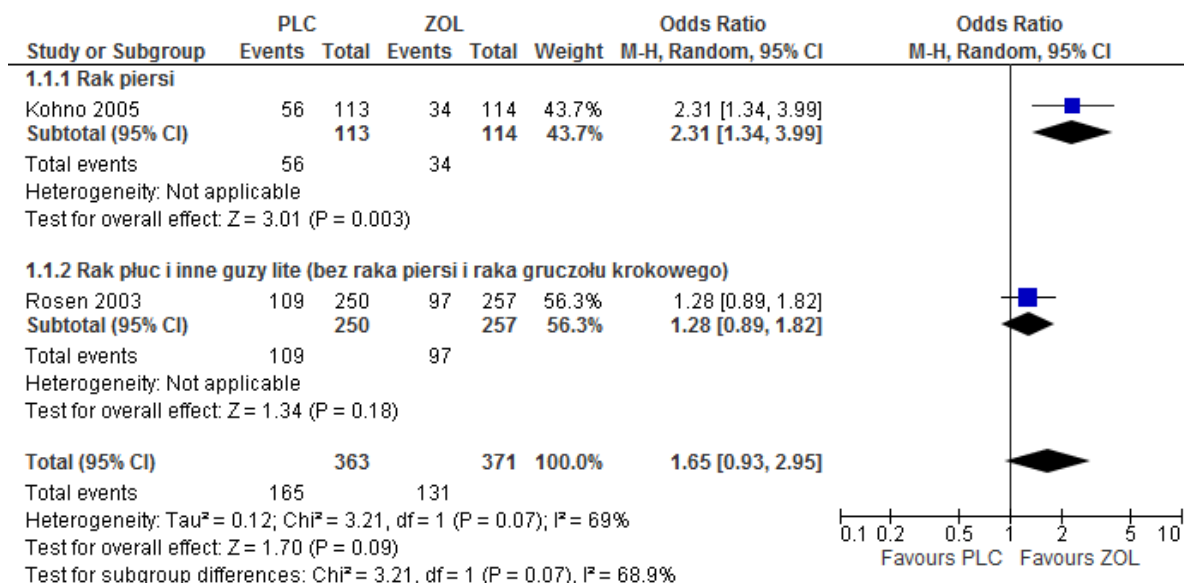 PLC ZOL Odds Ratio Odds Ratio
Study or Subgroup Events Total Events Total Weight M-H, Random, 95% CI M-H, Random, 95% CI
1.1.1 Rak piersi
Kohno 2005 56 113 34 114 43.7% 2.31 [1.34, 3.99]
Subtotal (95% CI) 113 114 43.7% 2.31 [1.34, 3.99]
Total events 56 34
Heterogeneity: Not applicable
Test for overall effect: Z = 3.01 (P = 0.003)
1.1.2 Rak płuc i inne guzy lite (bez raka piersi i raka gruczołu krokowego)
Rosen 2003 109 250 97 257 56.3% 1.28 [0.89, 1.82]
Subtotal (95% CI) 250 257 56.3% 1.28 [0.89, 1.82]
Total events 109 97
Heterogeneity: Not applicable
Test for overall effect: Z = 1.34 (P = 0.18)
Total (95% CI) 363 371 100.0% 1.65 [0.93, 2.95]
Total events 165 131
Heterogeneity: Tau² = 0.12; Chi² = 3.21, df = 1 (P = 0.07); I² = 69%
Test for overall effect: Z = 1.70 (P = 0.09)
Test for subgroup differences: Chi² = 3.21, df = 1 (P = 0.07), I² = 68.9%
0.1 0.2 0.5 1 2 5 10
Favours PLC Favours ZOL